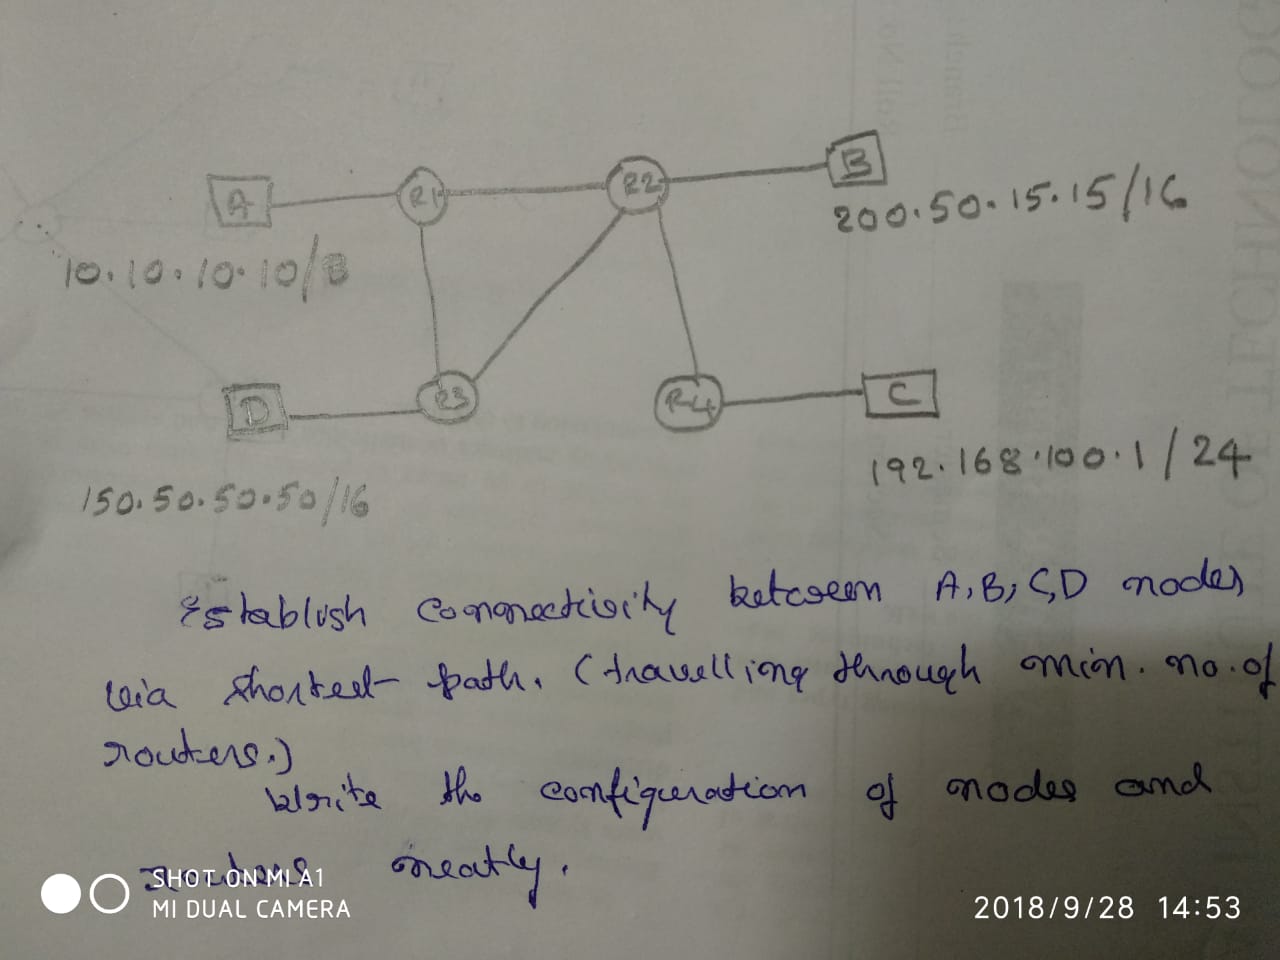 A
R1
R2
B
200.50.15.15/16
10.10.10.10/8
D
R3
R4
C
192.168.100.1/24
150.50.50.50/16
Establish connectivity between A, B, C, D nodes
via shortest path. (travelling through min. no. of
routers.)
Write the configuration of nodes and
routers neatly.
SHOT ON MI A1
MI DUAL CAMERA
2018/9/28 14:53